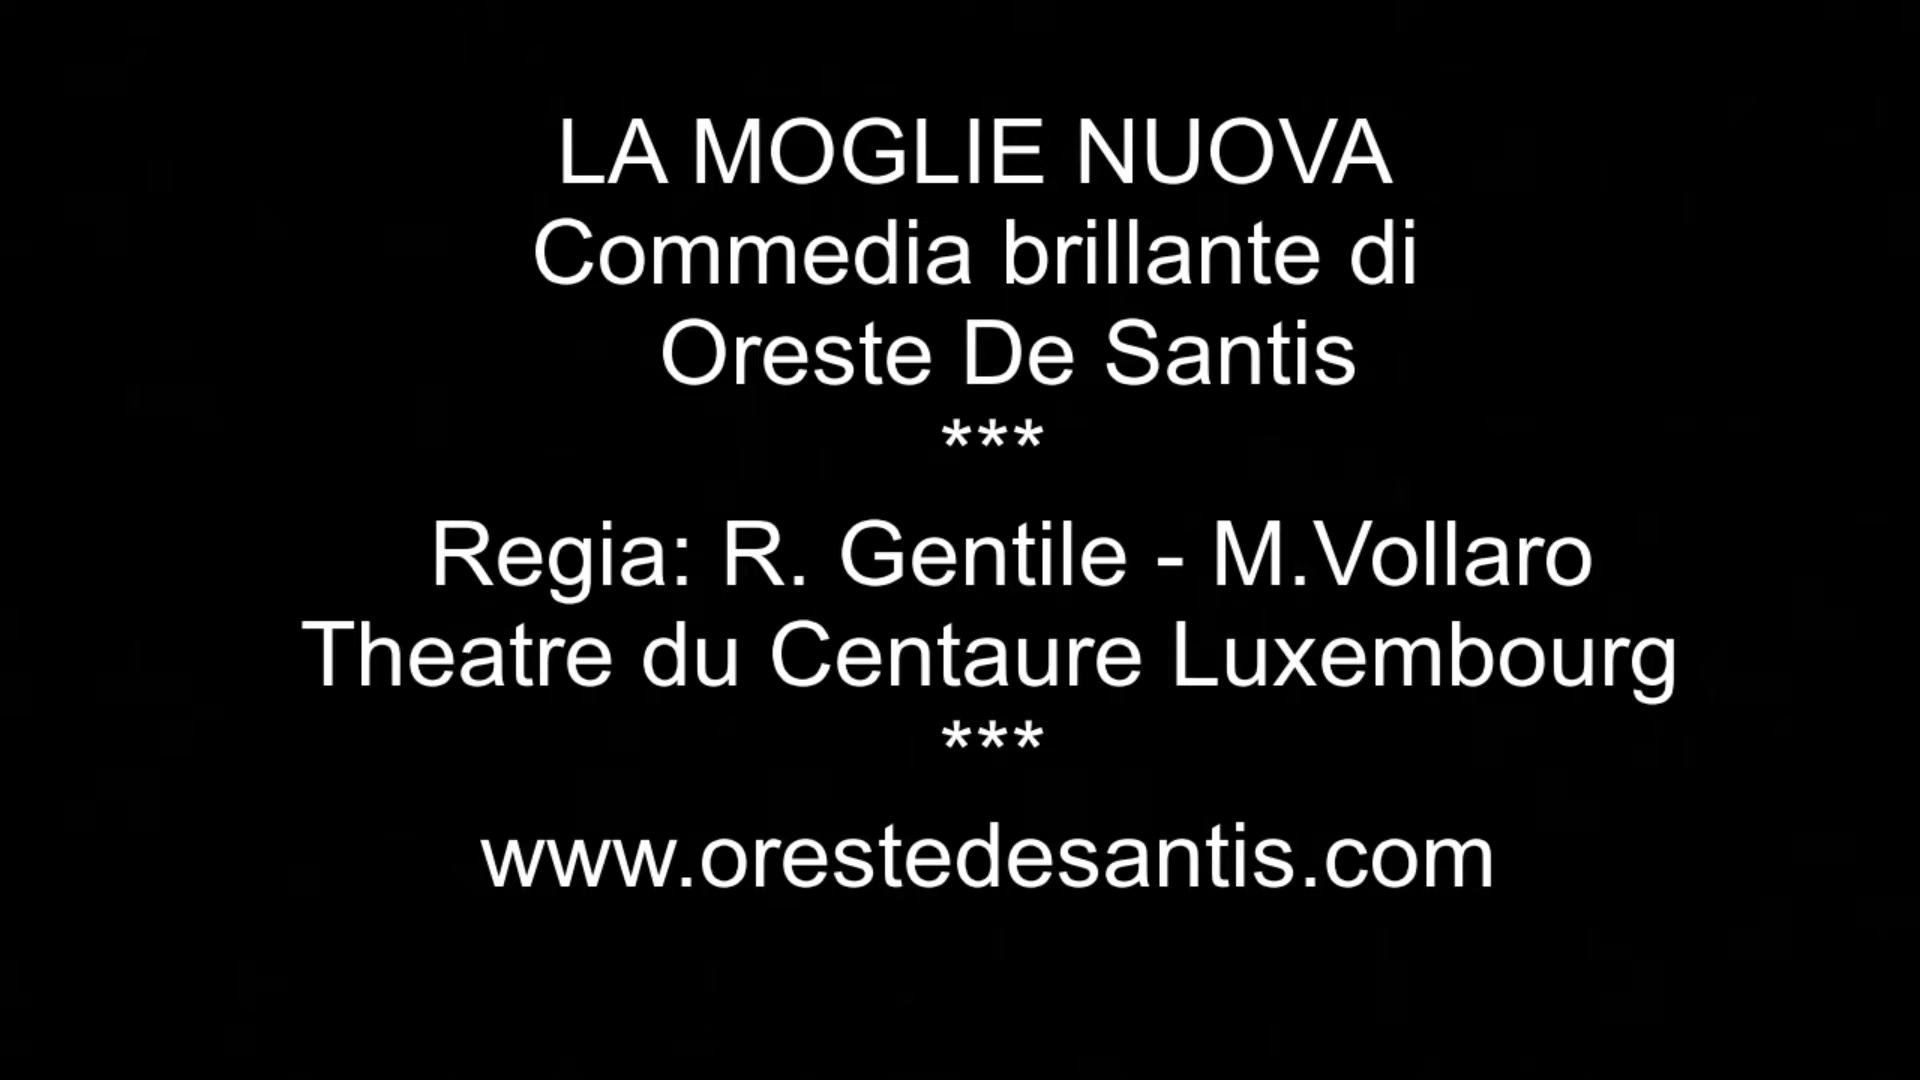 LA MOGLIE NUOVA
Commedia brillante di
Oreste De Santis
***
Regia: R. Gentile - M.Vollaro
Theatre du Centaure Luxembourg
***
www.orestedesantis.com